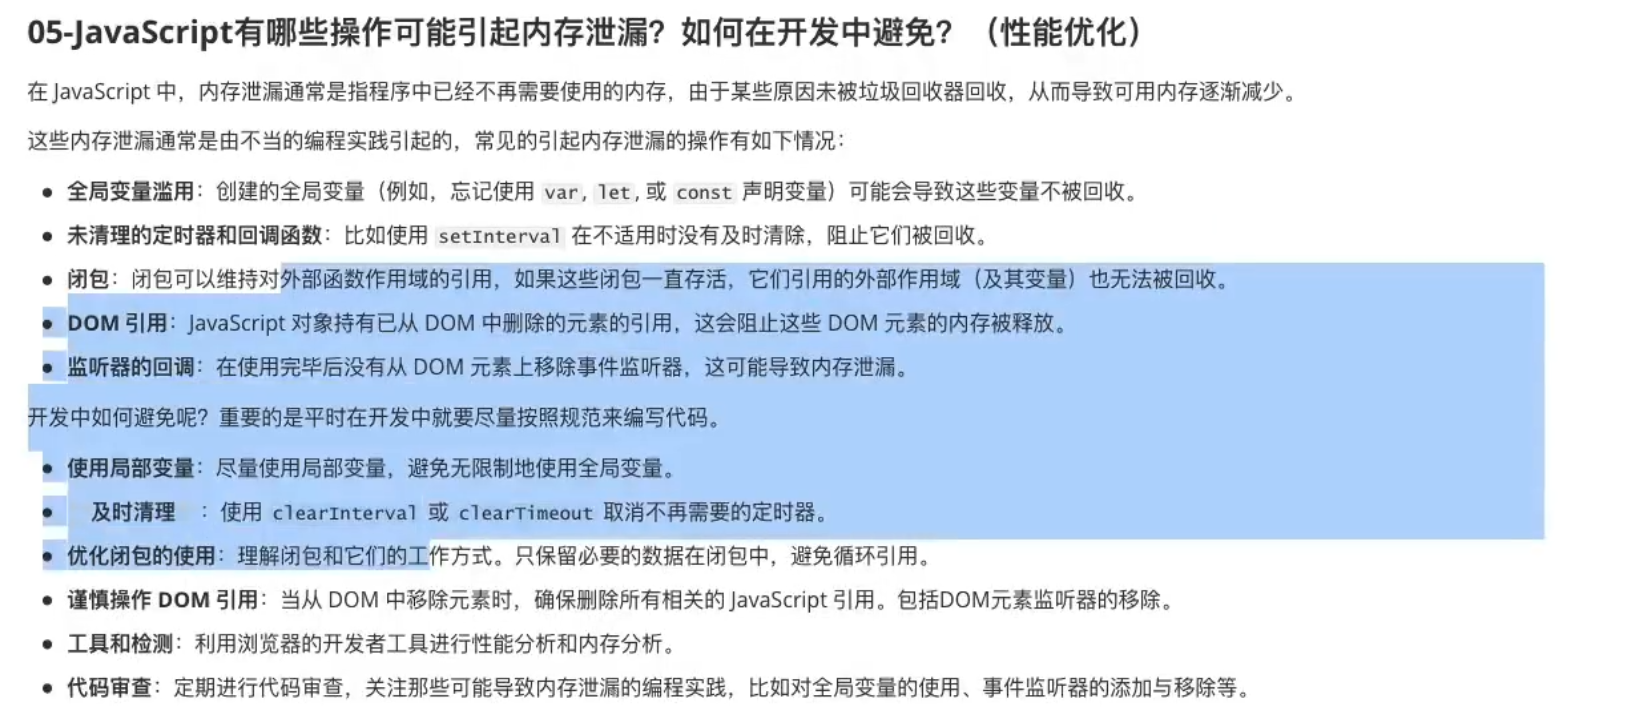 05-JavaScript有哪些操作可能引起内存泄漏？如何在开发中避免？（性能优化）
在 JavaScript 中，内存泄漏通常是指程序中已经不再需要使用的内存，由于某些原因未被垃圾回收器回收，从而导致可用内存逐渐减少。
这些内存泄漏通常是由不当的编程实践引起的，常见的引起内存泄漏的操作有如下情况：
• 全局变量滥用：创建的全局变量（例如，忘记使用 var, let, 或 const 声明变量）可能会导致这些变量不被回收。
• 未清理的定时器和回调函数：比如使用 setInterval 在不适用时没有及时清除，阻止它们被回收。
• 闭包：闭包可以维持对外部函数作用域的引用，如果这些闭包一直存活，它们引用的外部作用域（及其变量）也无法被回收。
• DOM 引用：JavaScript 对象持有已从 DOM 中删除的元素的引用，这会阻止这些 DOM 元素的内存被释放。
• 监听器的回调：在使用完毕后没有从 DOM 元素上移除事件监听器，这可能导致内存泄漏。
开发中如何避免呢？重要的是平时在开发中就要尽量按照规范来编写代码。
• 使用局部变量：尽量使用局部变量，避免无限制地使用全局变量。
• 及时清理 ：使用 clearInterval 或 clearTimeout 取消不再需要的定时器。
• 优化闭包的使用：理解闭包和它们的工作方式。只保留必要的数据在闭包中，避免循环引用。
• 谨慎操作 DOM 引用：当从 DOM 中移除元素时，确保删除所有相关的 JavaScript 引用。包括DOM元素监听器的移除。
• 工具和检测：利用浏览器的开发者工具进行性能分析和内存分析。
• 代码审查：定期进行代码审查，关注那些可能导致内存泄漏的编程实践，比如对全局变量的使用、事件监听器的添加与移除等。